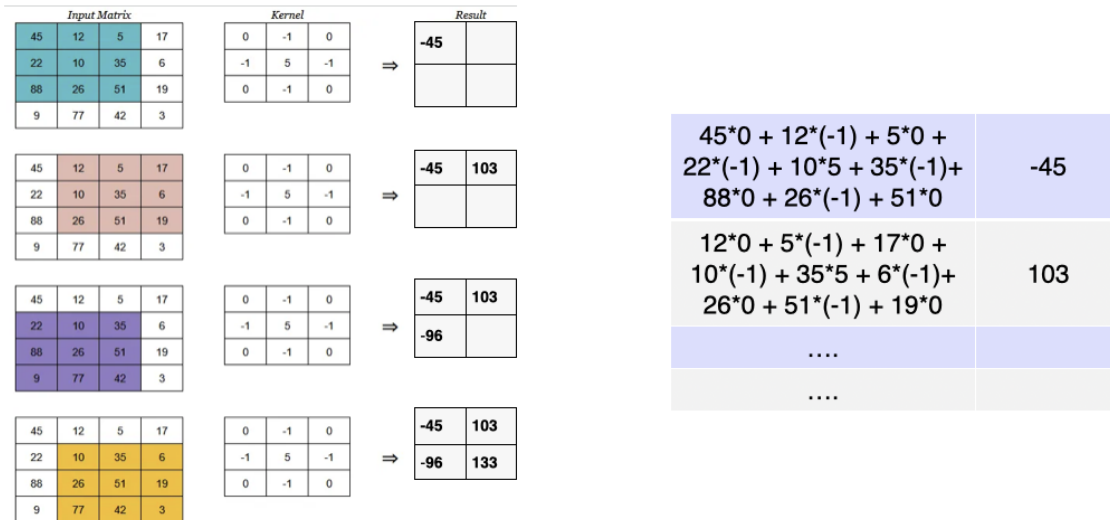 Input Matrix Kernel Result
45 12 5 17 0 -1 0 -45
22 10 35 6 -1 5 -1 ⇒
88 26 51 19 0 -1 0
9 77 42 3
45 12 5 17 0 -1 0 -45 103
22 10 35 6 -1 5 -1 ⇒
88 26 51 19 0 -1 0
9 77 42 3
45 12 5 17 0 -1 0 -45 103
22 10 35 6 -1 5 -1 ⇒ -96
88 26 51 19 0 -1 0
9 77 42 3
45 12 5 17 0 -1 0 -45 103
22 10 35 6 -1 5 -1 ⇒ -96 133
88 26 51 19 0 -1 0
9 77 42 3
45*0 + 12*(-1) + 5*0 +
22*(-1) + 10*5 + 35*(-1)+ -45
88*0 + 26*(-1) + 51*0
12*0 + 5*(-1) + 17*0 +
10*(-1) + 35*5 + 6*(-1)+ 103
26*0 + 51*(-1) + 19*0
....
....